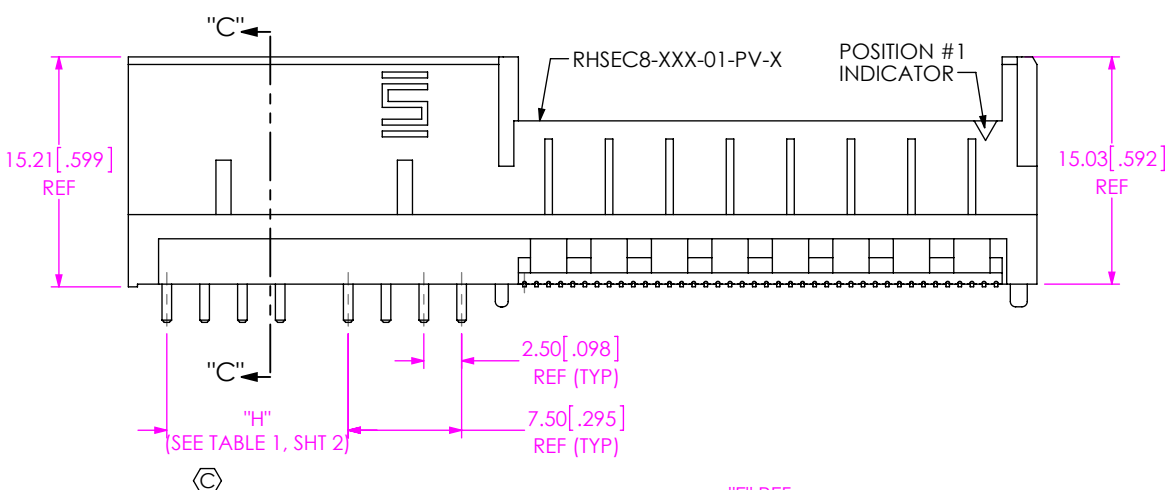 "C"
RHSEC8-XXX-01-PV-X
POSITION #1
INDICATOR
15.21[.599]
REF
15.03[.592]
REF
"C"
2.50[.098]
REF (TYP)
"H"
(SEE TABLE 1, SHT 2)
7.50[.295]
REF (TYP)
C